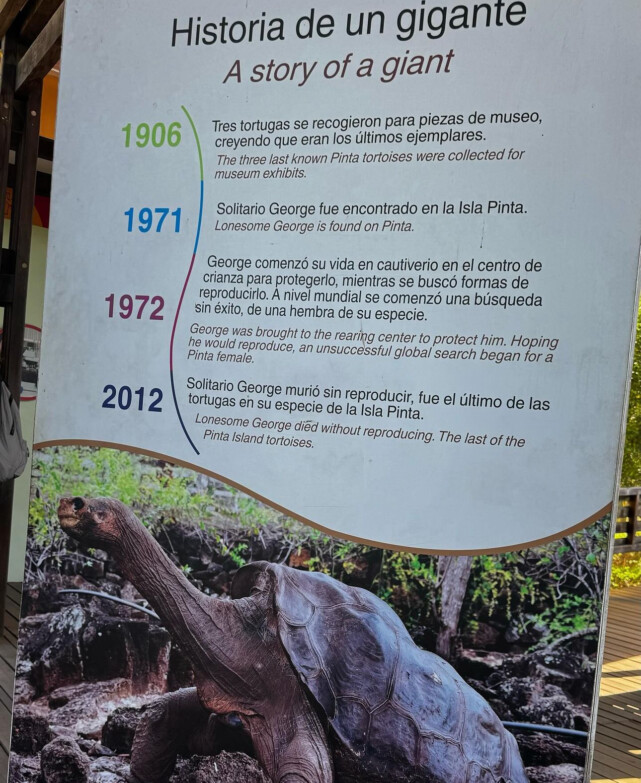 Historia de un gigante
A story of a giant
1906
Tres tortugas se recogieron para piezas de museo,
creyendo que eran los últimos ejemplares.
The three last known Pinta tortoises were collected for
museum exhibits.
1971
Solitario George fue encontrado en la Isla Pinta.
Lonesome George is found on Pinta.
1972
George comenzó su vida en cautiverio en el centro de
crianza para protegerlo, mientras se buscó formas de
reproducirlo. A nivel mundial se comenzó una búsqueda
sin éxito, de una hembra de su especie.
George was brought to the rearing center to protect him. Hoping
he would reproduce, an unsuccessful global search began for a
Pinta female.
2012
Solitario George murió sin reproducir, fue el último de las
tortugas en su especie de la Isla Pinta.
Lonesome George died without reproducing. The last of the
Pinta Island tortoises.